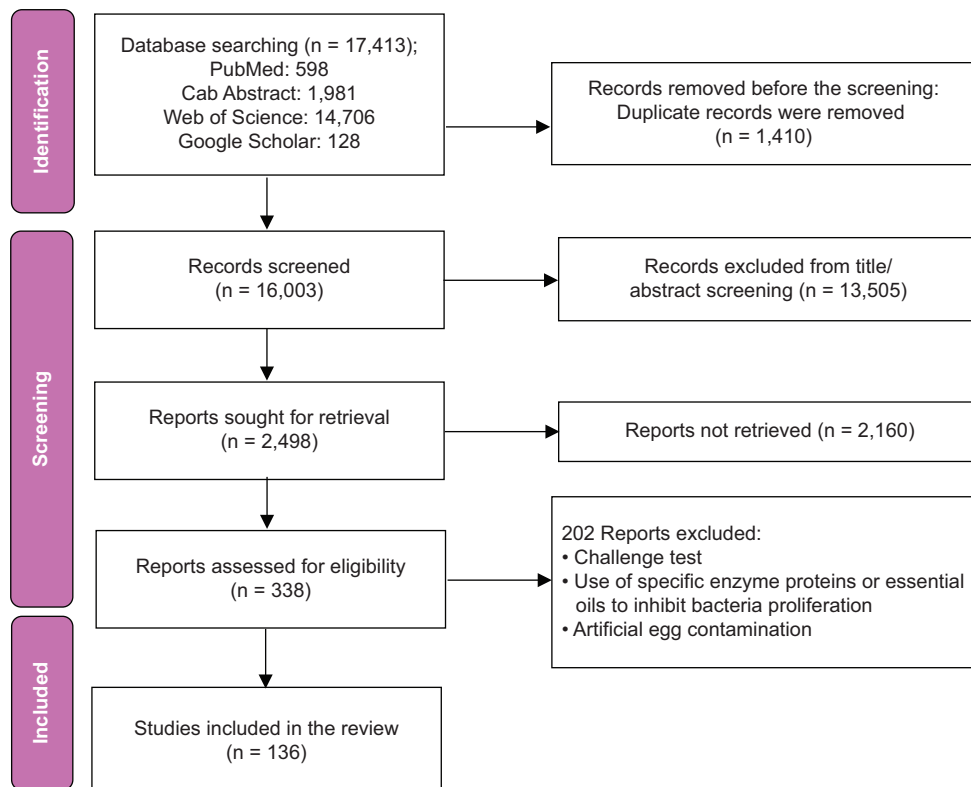 Identification
Database searching (n = 17,413);
PubMed: 598
Cab Abstract: 1,981
Web of Science: 14,706
Google Scholar: 128
Records removed before the screening:
Duplicate records were removed
(n = 1,410)
Screening
Records screened
(n = 16,003)
Records excluded from title/
abstract screening (n = 13,505)
Reports sought for retrieval
(n = 2,498)
Reports not retrieved (n = 2,160)
Reports assessed for eligibility
(n = 338)
202 Reports excluded:
• Challenge test
• Use of specific enzyme proteins or essential
oils to inhibit bacteria proliferation
• Artificial egg contamination
Included
Studies included in the review
(n = 136)